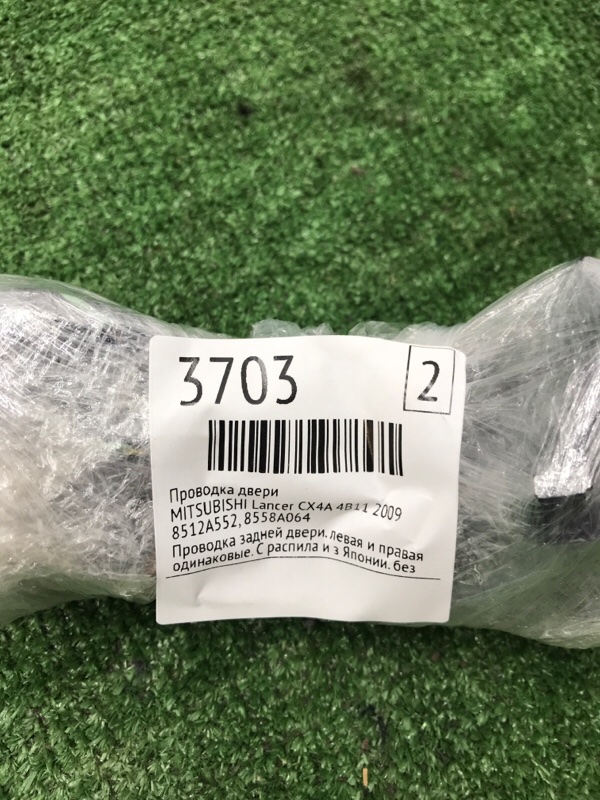 3703
2
Проводка двери
MITSUBISHI Lancer CX4A 4B11 2009
8512A552, 8558A064
Проводка задней двери. левая и правая
одинаковые. С распила из Японии. без